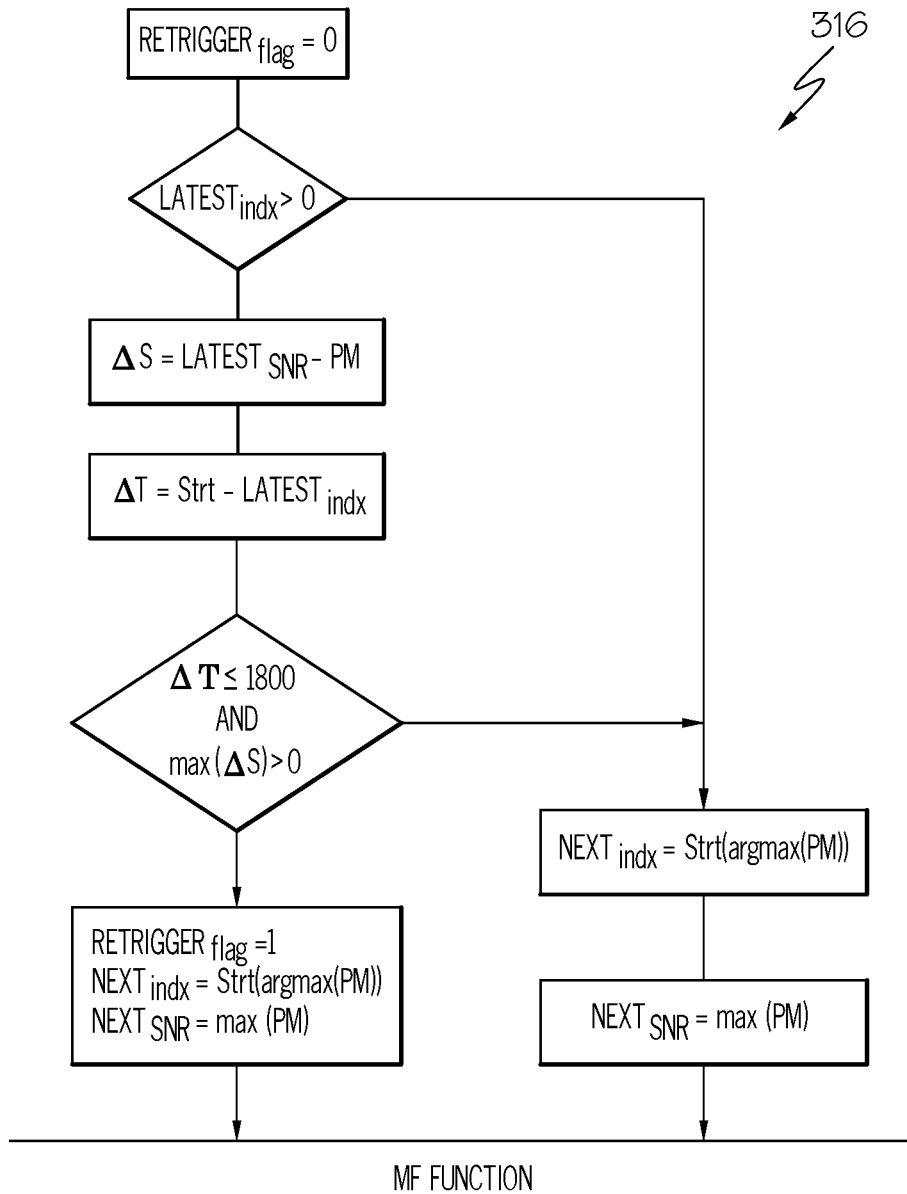 RETRIGGER flag = 0
316
LATEST indx > 0
Δ S = LATEST SNR - PM
ΔT = Strt - LATEST indx
Δ T ≤ 1800
AND
max (ΔS) > 0
NEXT indx = Strt(argmax(PM))
RETRIGGER flag =1
NEXT indx = Strt(argmax(PM))
NEXT SNR = max (PM)
NEXT SNR = max (PM)
MF FUNCTION